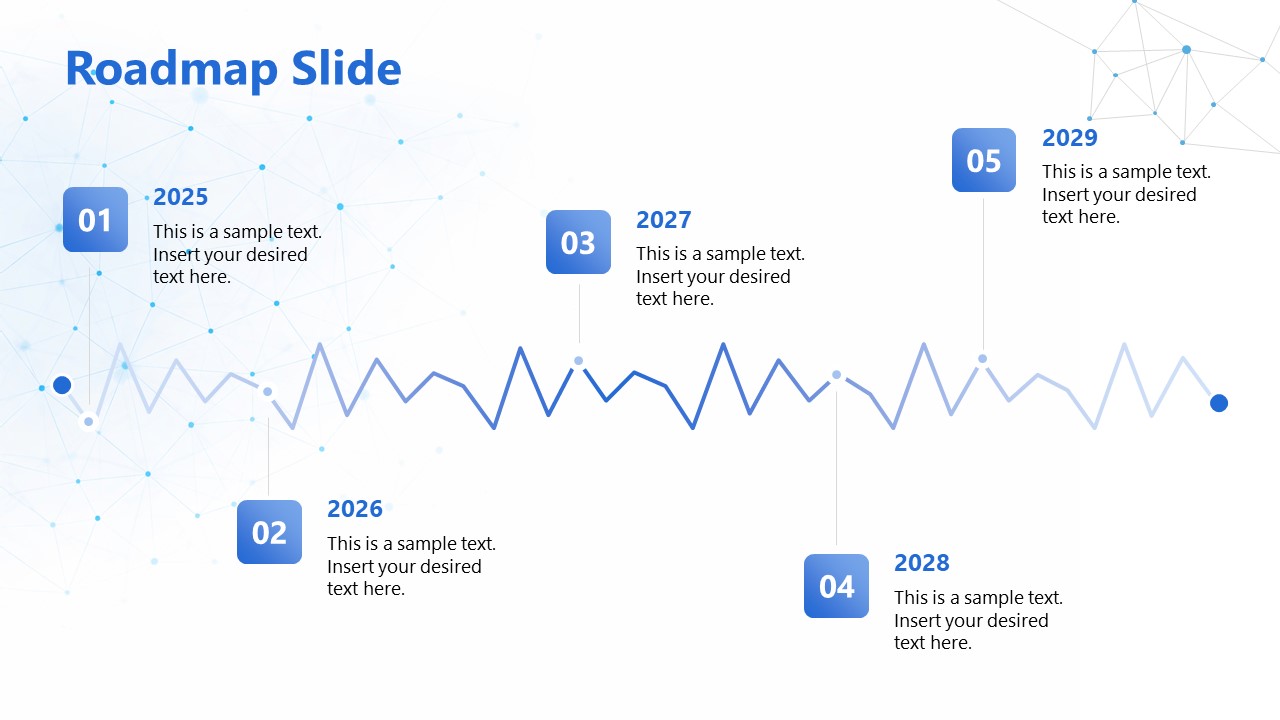 Roadmap Slide
01
2025
This is a sample text.
Insert your desired
text here.
02
2026
This is a sample text.
Insert your desired
text here.
03
2027
This is a sample text.
Insert your desired
text here.
04
2028
This is a sample text.
Insert your desired
text here.
05
2029
This is a sample text.
Insert your desired
text here.